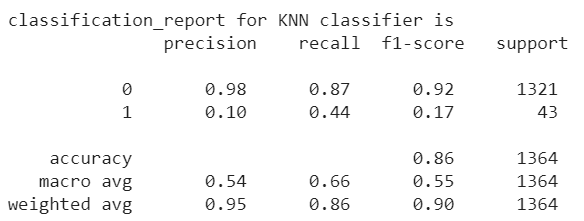 classification_report for KNN classifier is
precision recall f1-score support
0 0.98 0.87 0.92 1321
1 0.10 0.44 0.17 43
accuracy 0.86 1364
macro avg 0.54 0.66 0.55 1364
weighted avg 0.95 0.86 0.90 1364